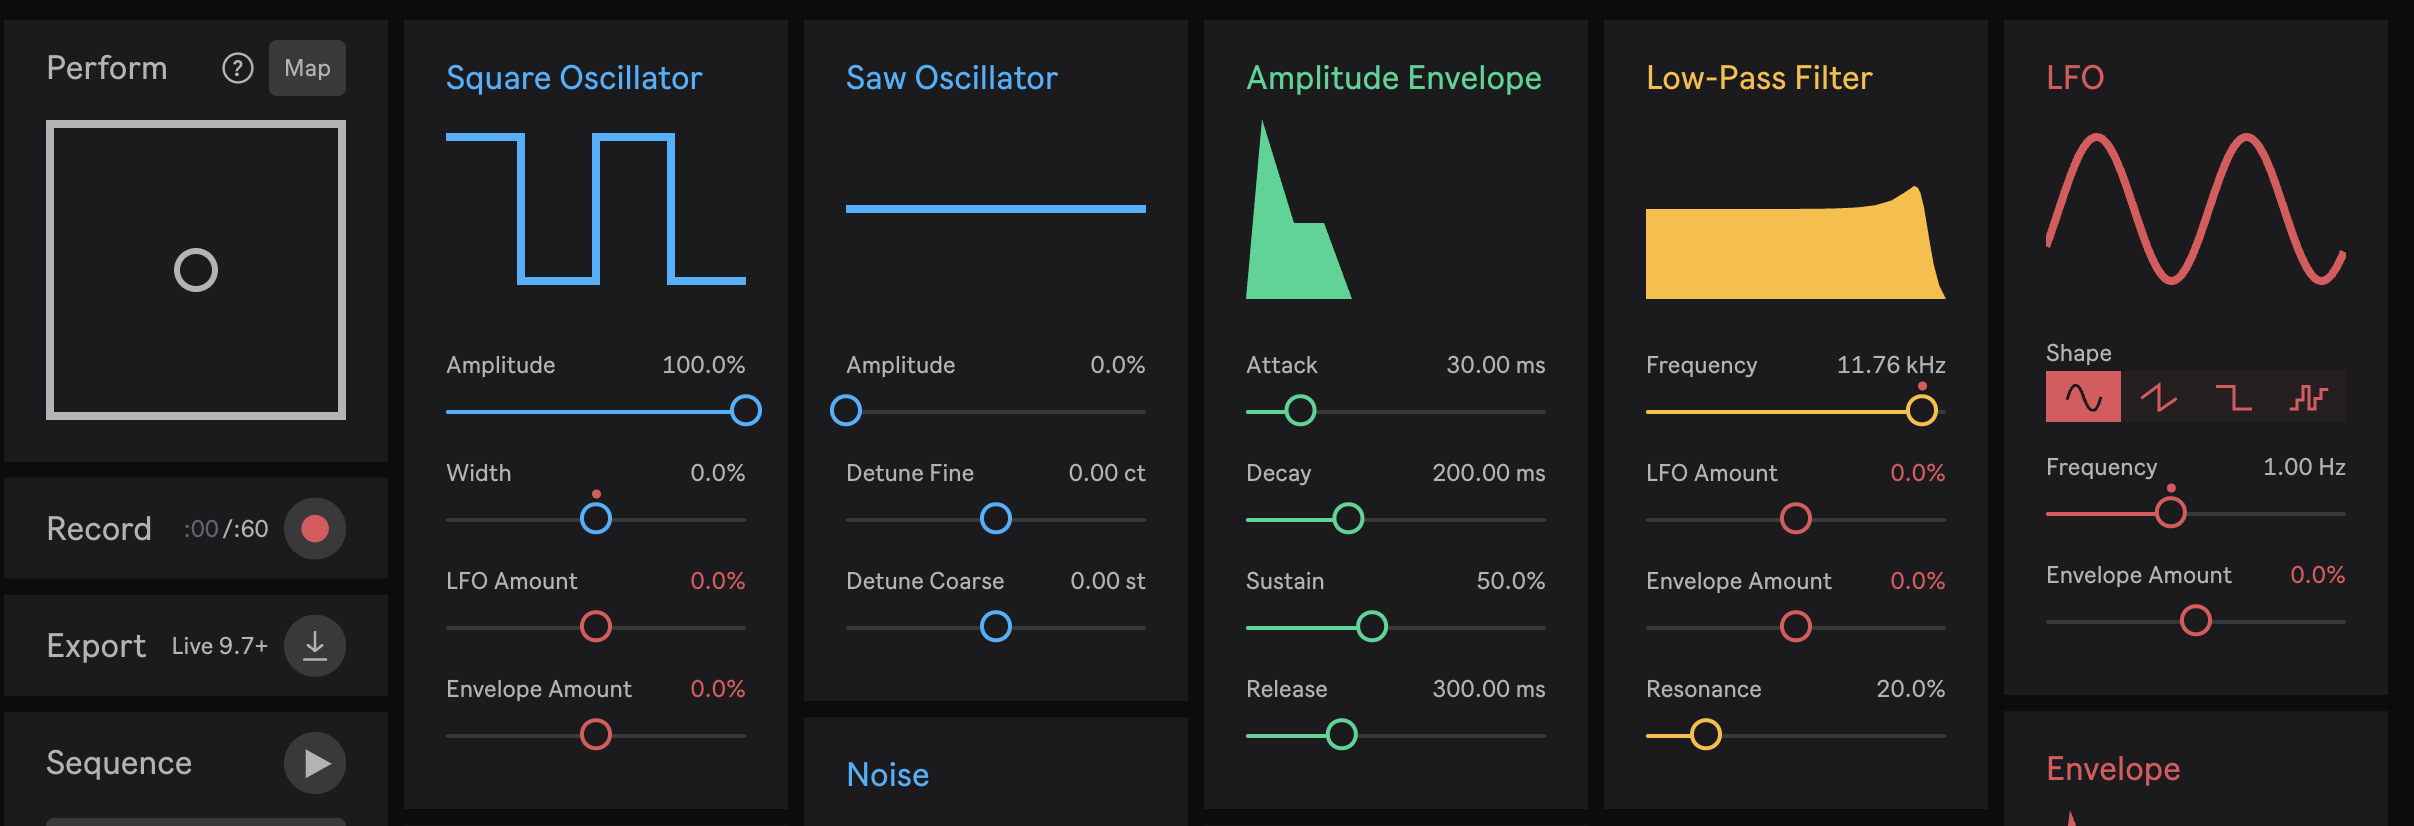 Perform
?
Map
Record
:00/:60
Export
Live 9.7+
Sequence
Square Oscillator
Amplitude 100.0%
Width 0.0%
LFO Amount 0.0%
Envelope Amount 0.0%
Saw Oscillator
Amplitude 0.0%
Detune Fine 0.00 ct
Detune Coarse 0.00 st
Noise
Amplitude Envelope
Attack 30.00 ms
Decay 200.00 ms
Sustain 50.0%
Release 300.00 ms
Low-Pass Filter
Frequency 11.76 kHz
LFO Amount 0.0%
Envelope Amount 0.0%
Resonance 20.0%
LFO
Shape
Frequency 1.00 Hz
Envelope Amount 0.0%
Envelope